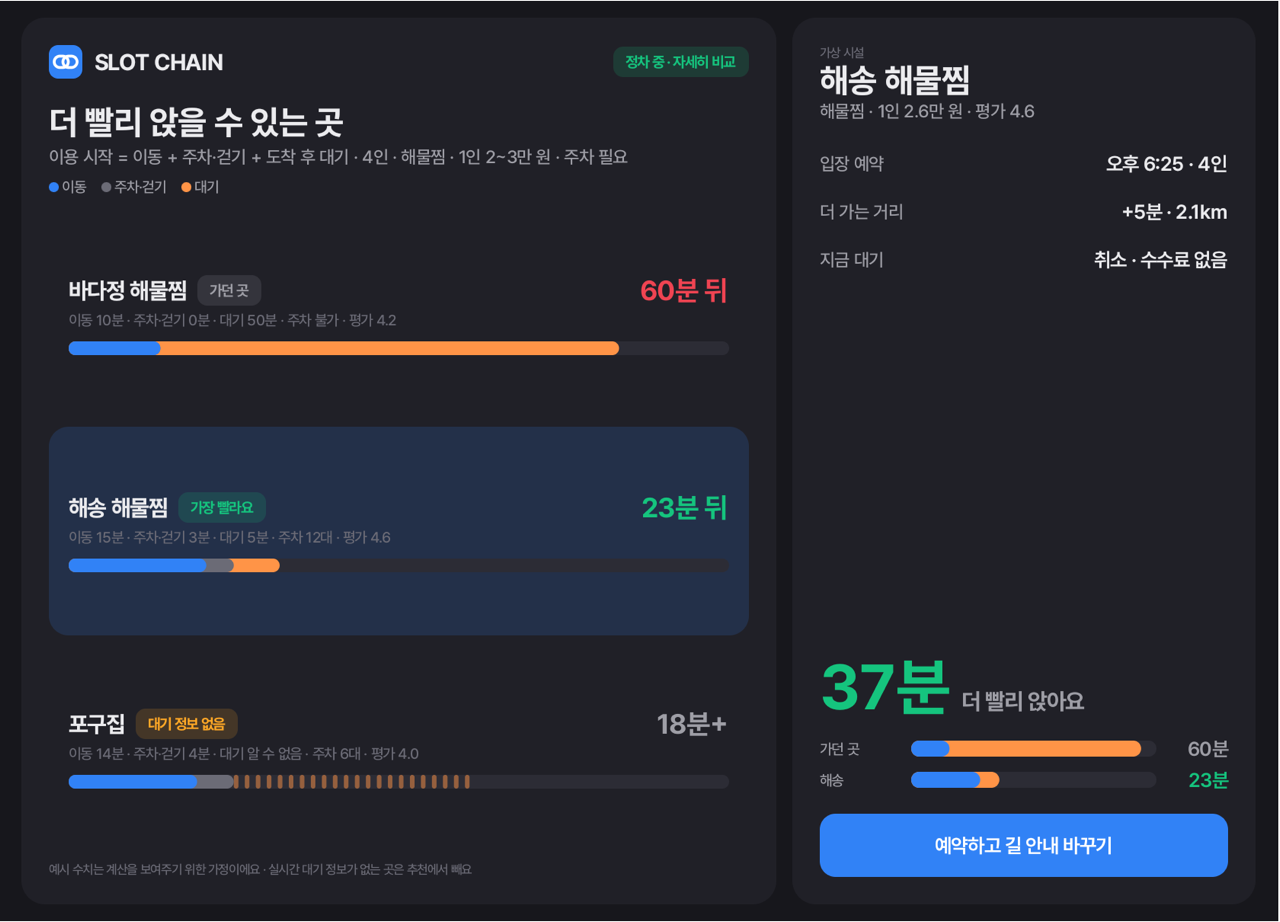 SLOT CHAIN
정차 중 · 자세히 비교
더 빨리 앉을 수 있는 곳
이용 시작 = 이동 + 주차·걷기 + 도착 후 대기 · 4인 · 해물찜 · 1인 2~3만 원 · 주차 필요
이동 주차·걷기 대기
바다정 해물찜 가던 곳 60분 뒤
이동 10분 · 주차·걷기 0분 · 대기 50분 · 주차 불가 · 평가 4.2
해송 해물찜 가장 빨라요 23분 뒤
이동 15분 · 주차·걷기 3분 · 대기 5분 · 주차 12대 · 평가 4.6
포구집 대기 정보 없음 18분+
이동 14분 · 주차·걷기 4분 · 대기 알 수 없음 · 주차 6대 · 평가 4.0
예시 수치는 계산을 보여주기 위한 가정이에요 · 실시간 대기 정보가 없는 곳은 추천에서 빼요
가상 시설
해송 해물찜
해물찜 · 1인 2.6만 원 · 평가 4.6
입장 예약 오후 6:25 · 4인
더 가는 거리 +5분 · 2.1km
지금 대기 취소 · 수수료 없음
37분 더 빨리 앉아요
가던 곳 60분
해송 23분
예약하고 길 안내 바꾸기